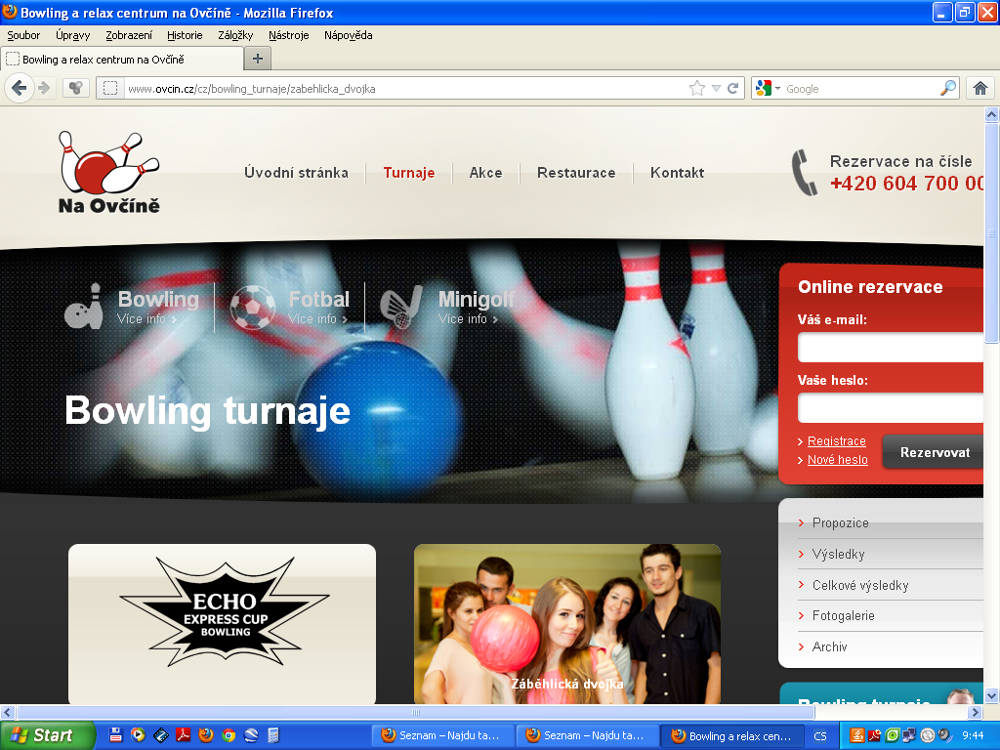 Bowling a relax centrum na Ovčíně - Mozilla Firefox
Soubor Úpravy Zobrazení Historie Záložky Nástroje Nápověda
Bowling a relax centrum na Ovčíně
www.ovcin.cz/cz/bowling_turnaje/zabehlicka_dvojka
Google
Na Ovčíně
Úvodní stránka Turnaje Akce Restaurace Kontakt
Rezervace na čísle
+420 604 700 00
Bowling
Více info
Fotbal
Více info
Minigolf
Více info
Bowling turnaje
Online rezervace
Váš e-mail:
Vaše heslo:
Registrace
Nové heslo
Rezervovat
Propozice
Výsledky
Celkové výsledky
Fotogalerie
Archiv
ECHO
EXPRESS CUP
BOWLING
Záběhlická dvojka
Bowling turnaje
Start
Seznam – Najdu ta...
Seznam – Najdu ta...
Bowling a relax cen...
CS
9:44